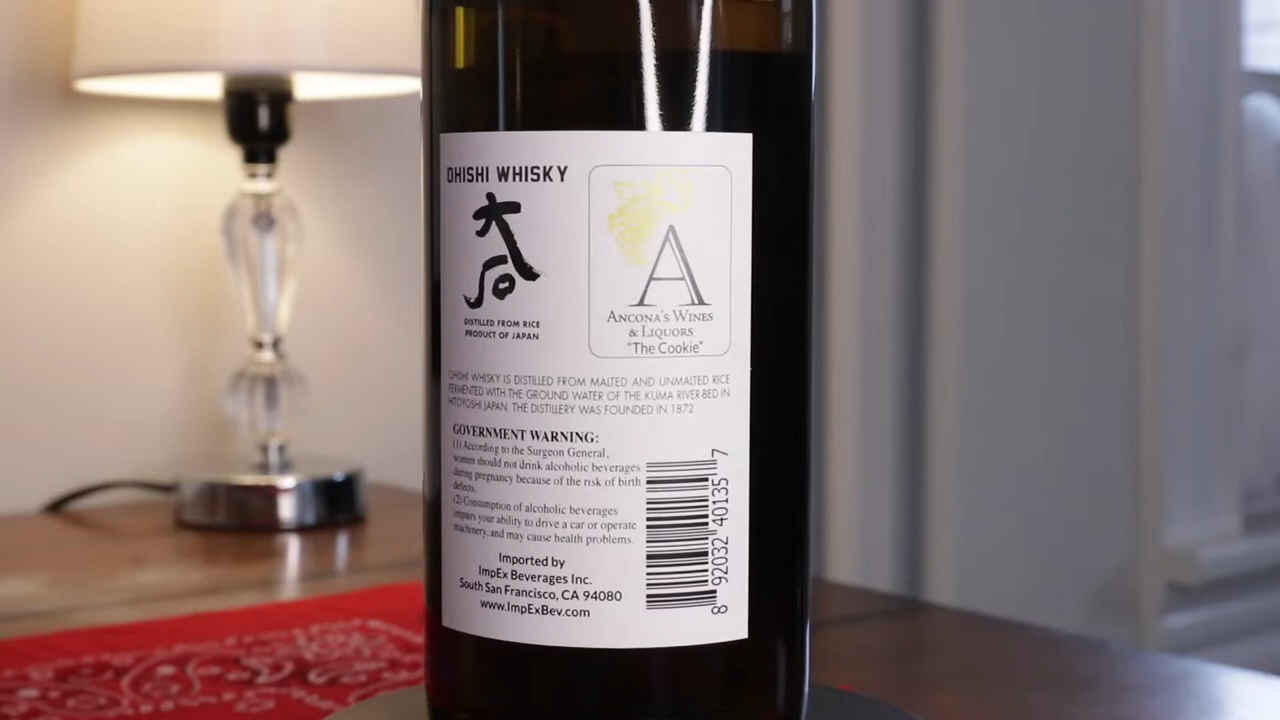 OHISHI WHISKY
大石
DISTILLED FROM RICE
PRODUCT OF JAPAN
A
ANCONA'S WINES
& LIQUORS
"The Cookie"
OHISHI WHISKY IS DISTILLED FROM MALTED AND UNMALTED RICE
FERMENTED WITH THE GROUND WATER OF THE KUMA RIVER-BED IN
HITOYOSHI JAPAN. THE DISTILLERY WAS FOUNDED IN 1872.
GOVERNMENT WARNING:
(1) According to the Surgeon General,
women should not drink alcoholic beverages
during pregnancy because of the risk of birth
defects.
(2) Consumption of alcoholic beverages
impairs your ability to drive a car or operate
machinery, and may cause health problems.
Imported by
ImpEx Beverages Inc.
South San Francisco, CA 94080
www.ImpExBev.com
8 92032 40135 7